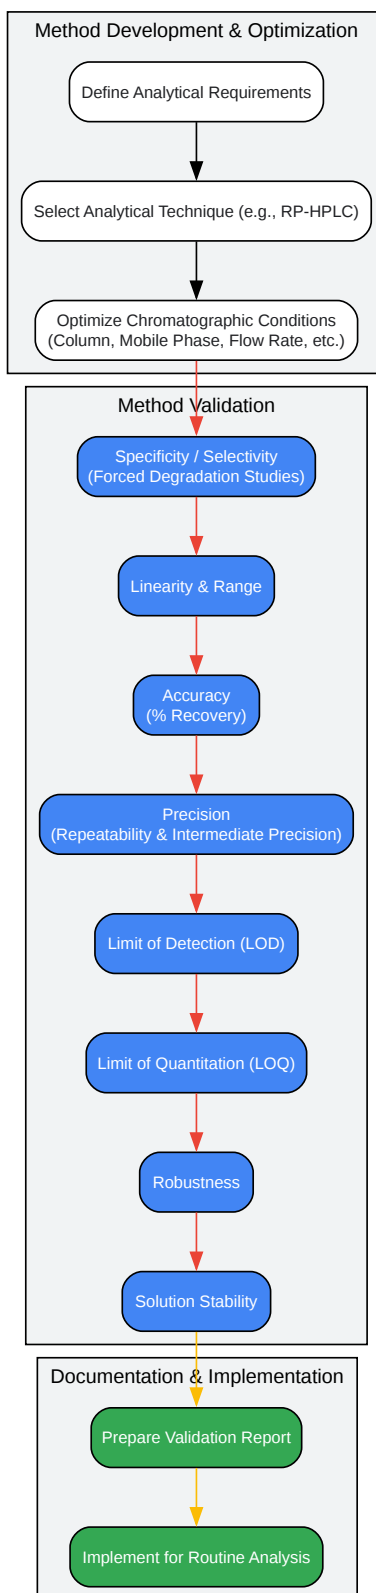 Method Development & Optimization
Define Analytical Requirements
Select Analytical Technique (e.g., RP-HPLC)
Optimize Chromatographic Conditions
(Column, Mobile Phase, Flow Rate, etc.)
Method Validation
Specificity / Selectivity
(Forced Degradation Studies)
Linearity & Range
Accuracy
(% Recovery)
Precision
(Repeatability & Intermediate Precision)
Limit of Detection (LOD)
Limit of Quantitation (LOQ)
Robustness
Solution Stability
Documentation & Implementation
Prepare Validation Report
Implement for Routine Analysis